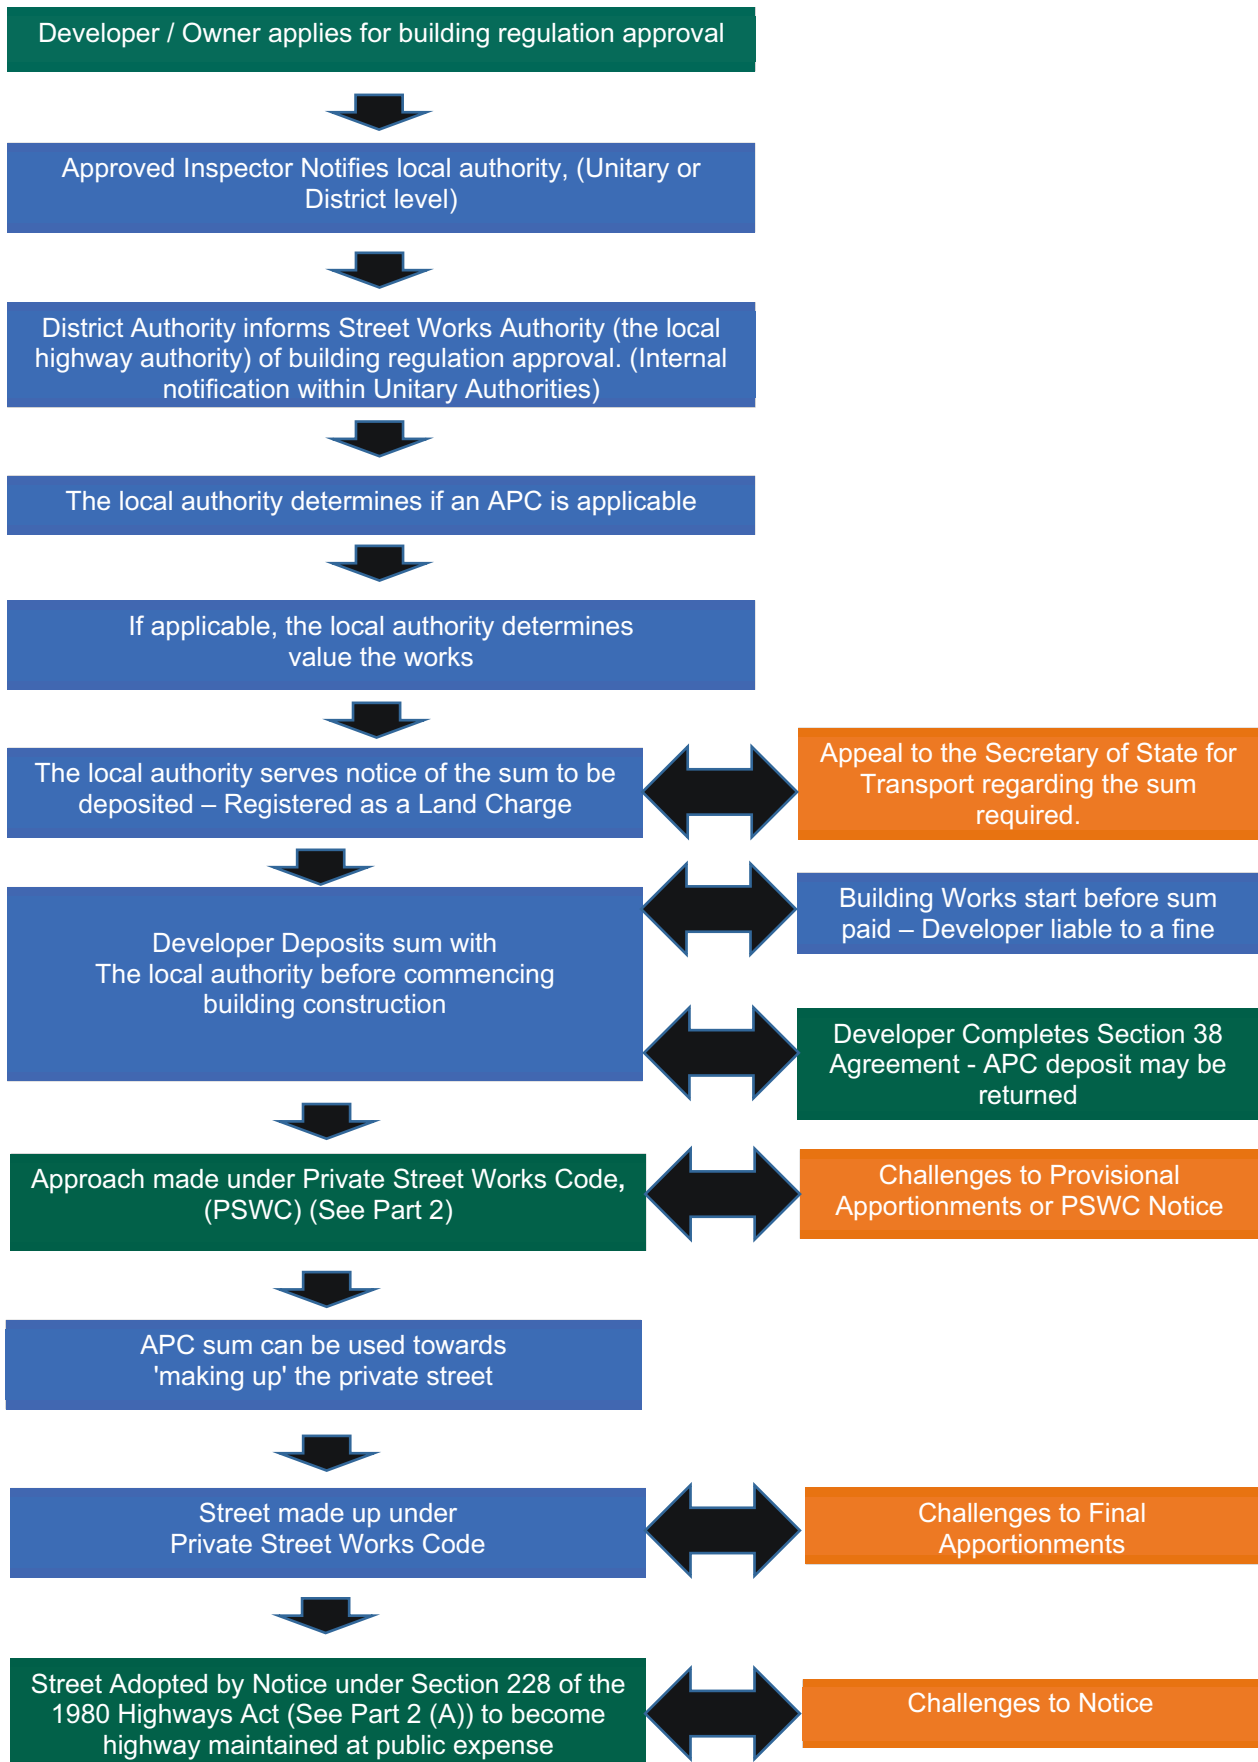 Developer / Owner applies for building regulation approval
Approved Inspector Notifies local authority, (Unitary or
District level)
District Authority informs Street Works Authority (the local
highway authority) of building regulation approval. (Internal
notification within Unitary Authorities)
The local authority determines if an APC is applicable
If applicable, the local authority determines
value the works
The local authority serves notice of the sum to be
deposited – Registered as a Land Charge
Appeal to the Secretary of State for
Transport regarding the sum
required.
Developer Deposits sum with
The local authority before commencing
building construction
Building Works start before sum
paid – Developer liable to a fine
Developer Completes Section 38
Agreement - APC deposit may be
returned
Approach made under Private Street Works Code,
(PSWC) (See Part 2)
Challenges to Provisional
Apportionments or PSWC Notice
APC sum can be used towards
'making up' the private street
Street made up under
Private Street Works Code
Challenges to Final
Apportionments
Street Adopted by Notice under Section 228 of the
1980 Highways Act (See Part 2 (A)) to become
highway maintained at public expense
Challenges to Notice